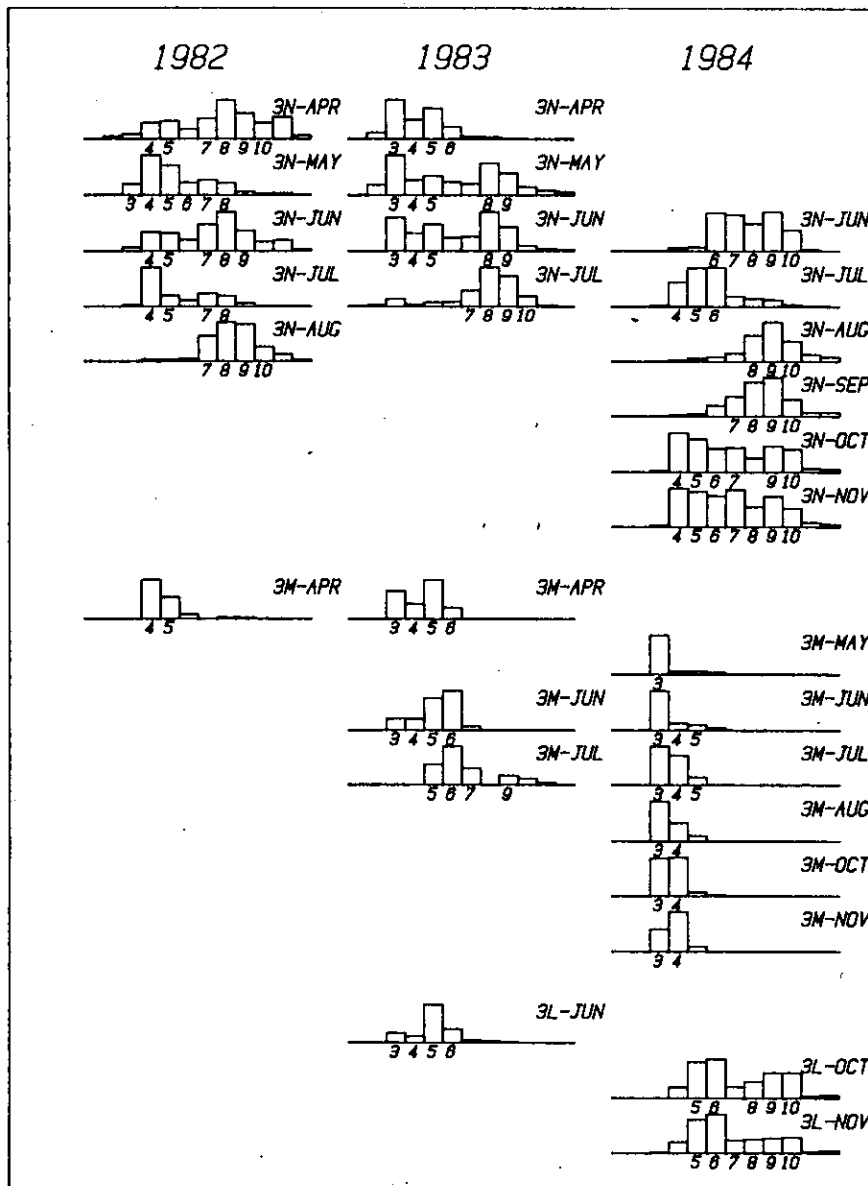 1982 1983 1984
3N-APR 3N-APR
4 5 7 8 9 10 3 4 5 6
3N-MAY 3N-MAY
3 4 5 6 7 8 3 4 5 8 9
3N-JUN 3N-JUN 3N-JUN
4 5 7 8 9 3 4 5 8 9 6 7 8 9 10
3N-JUL 3N-JUL 3N-JUL
4 5 7 8 7 8 9 10 4 5 6
3N-AUG 3N-AUG
7 8 9 10 8 9 10
3N-SEP
7 8 9 10
3N-OCT
4 5 6 7 9 10
3N-NOV
4 5 6 7 8 9 10
3M-APR 3M-APR
4 5 3 4 5 6
3M-MAY
3
3M-JUN 3M-JUN
3 4 5 6 3 4 5
3M-JUL 3M-JUL
5 6 7 9 3 4 5
3M-AUG
3 4
3M-OCT
3 4
3M-NOV
3 4
3L-JUN
3 4 5 6
3L-OCT
5 6 8 9 10
3L-NOV
5 6 7 8 9 10